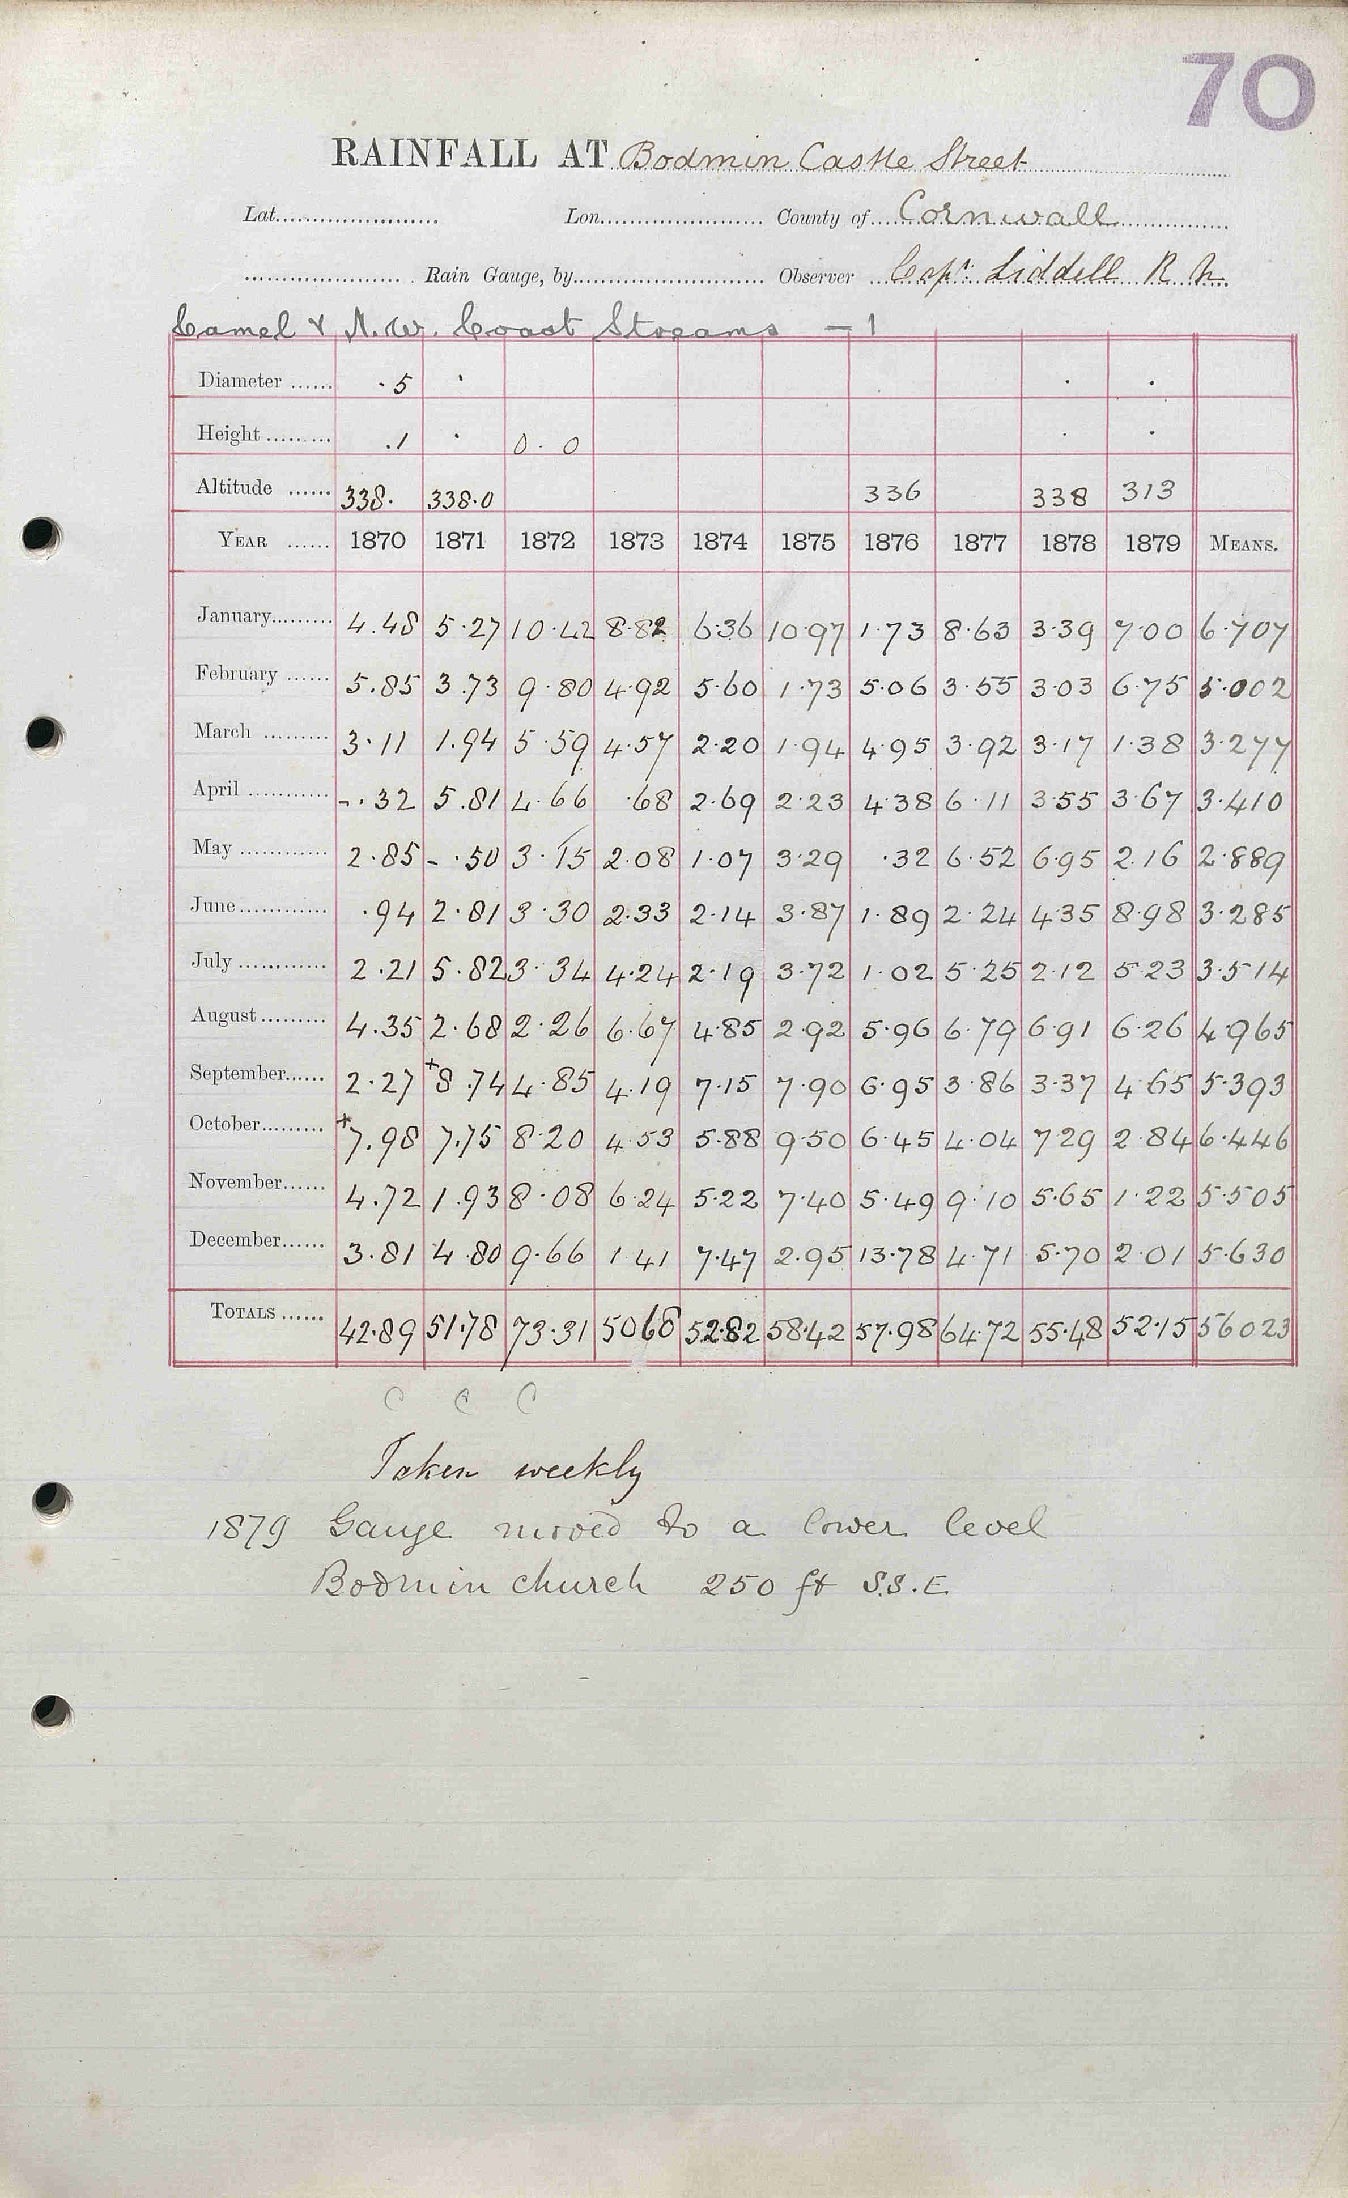 70
RAINFALL AT Bodmin Castle Street
Lat. Lon. County of Cornwall
Rain Gauge, by Observer Capt. Liddell R.N.
Camel & N.W. Coast Streams - 1
Diameter ...... .5
Height ......... .1 0.0
Altitude ...... 338. 338.0 336 338 313
YEAR ...... 1870 1871 1872 1873 1874 1875 1876 1877 1878 1879 MEANS.
January......... 4.48 5.27 10.42 8.82 6.36 10.97 1.73 8.63 3.39 7.00 6.707
February ...... 5.85 3.73 9.80 4.92 5.60 1.73 5.06 3.55 3.03 6.75 5.002
March ......... 3.11 1.94 5.59 4.57 2.20 1.94 4.95 3.92 3.17 1.38 3.277
April ........... -.32 5.81 4.66 .68 2.69 2.23 4.38 6.11 3.55 3.67 3.410
May ............ 2.85 -.50 3.15 2.08 1.07 3.29 .32 6.52 6.95 2.16 2.889
June ............ .94 2.81 3.30 2.33 2.14 3.87 1.89 2.24 4.35 8.98 3.285
July ............ 2.21 5.82 3.34 4.24 2.19 3.72 1.02 5.25 2.12 5.23 3.514
August ......... 4.35 2.68 2.26 6.67 4.85 2.92 5.96 6.79 6.91 6.26 4.965
September...... 2.27 +8.74 4.85 4.19 7.15 7.90 6.95 3.86 3.37 4.65 5.393
October ......... +7.98 7.75 8.20 4.53 5.88 9.50 6.45 4.04 7.29 2.84 6.446
November...... 4.72 1.93 8.08 6.24 5.22 7.40 5.49 9.10 5.65 1.22 5.505
December...... 3.81 4.80 9.66 1.41 7.47 2.95 13.78 4.71 5.70 2.01 5.630
TOTALS ...... 42.89 51.78 73.31 50.68 52.82 58.42 57.98 64.72 55.48 52.15 56.023
C C C
Taken weekly
1879 Gauge moved to a lower level
Bodmin church 250 ft S.S.E.